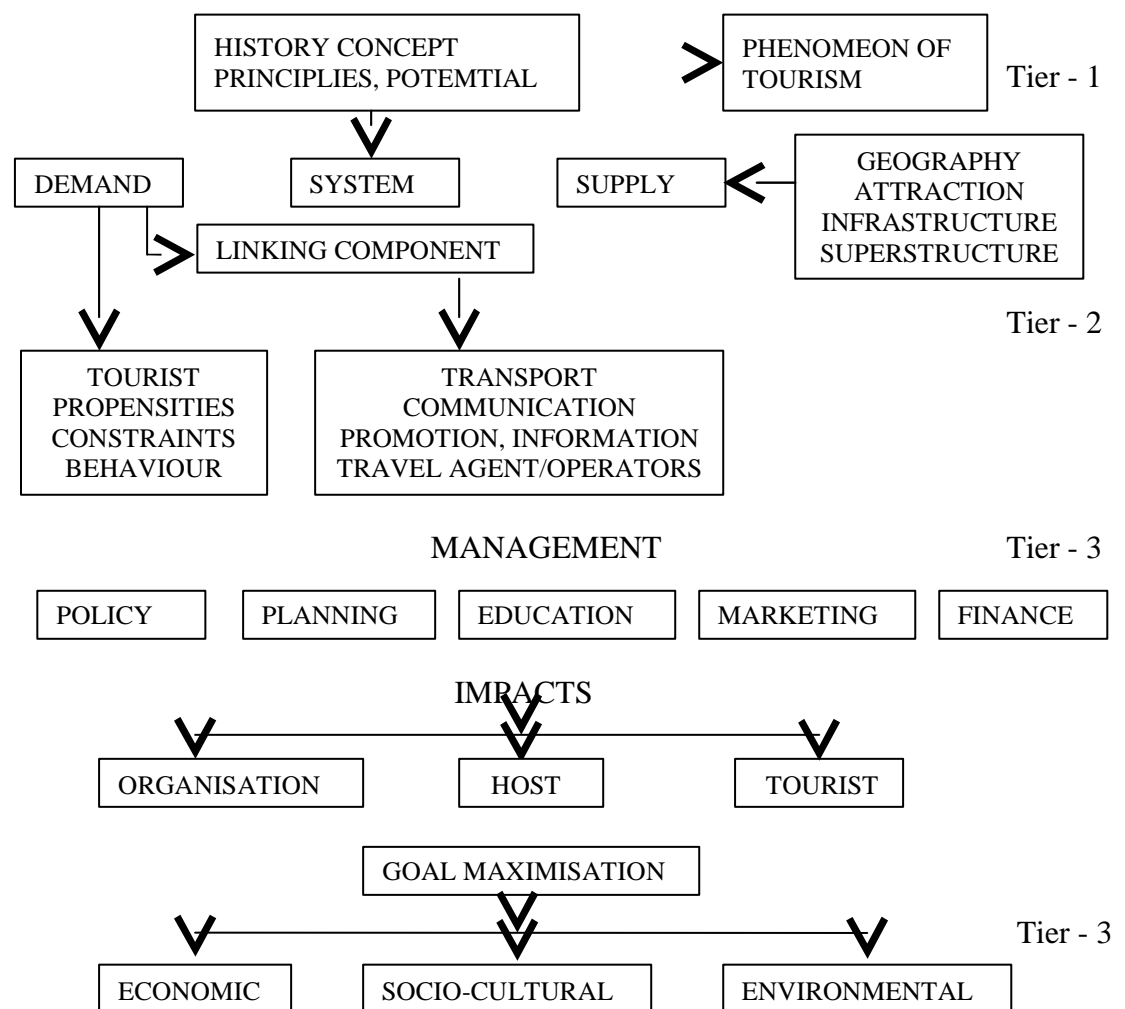 HISTORY CONCEPT
PRINCIPLIES, POTEMTIAL
PHENOMEON OF
TOURISM
Tier - 1
DEMAND
SYSTEM
SUPPLY
GEOGRAPHY
ATTRACTION
INFRASTRUCTURE
SUPERSTRUCTURE
LINKING COMPONENT
Tier - 2
TOURIST
PROPENSITIES
CONSTRAINTS
BEHAVIOUR
TRANSPORT
COMMUNICATION
PROMOTION, INFORMATION
TRAVEL AGENT/OPERATORS
MANAGEMENT
Tier - 3
POLICY
PLANNING
EDUCATION
MARKETING
FINANCE
IMPACTS
ORGANISATION
HOST
TOURIST
GOAL MAXIMISATION
Tier - 3
ECONOMIC
SOCIO-CULTURAL
ENVIRONMENTAL